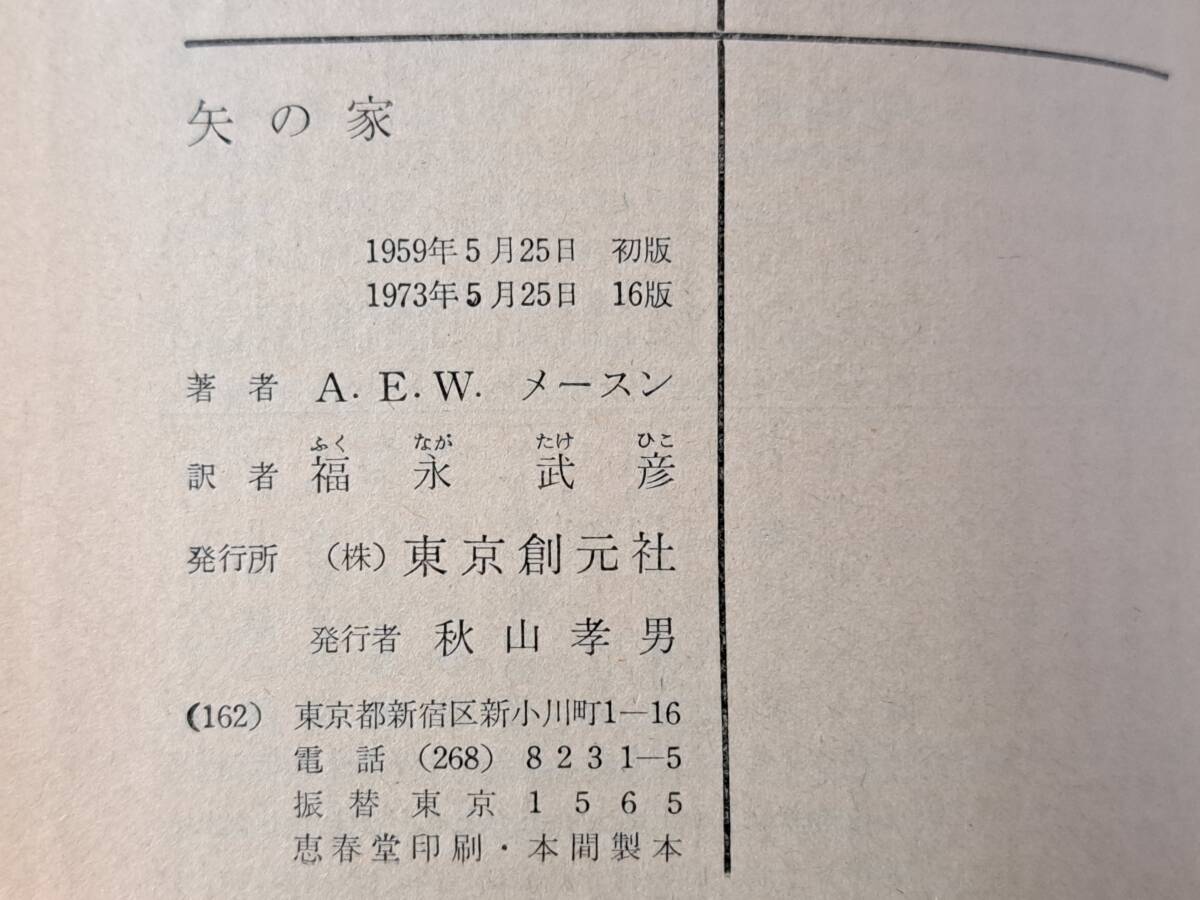 矢の家
1959年5月25日 初版
1973年5月25日 16版
著者 A. E. W. メースン
ふく なが たけ ひこ
訳者 福永武彦
発行所 (株) 東京創元社
発行者 秋山孝男
(162) 東京都新宿区新小川町1—16
電話 (268) 8231—5
振替東京1565
恵春堂印刷・本間製本